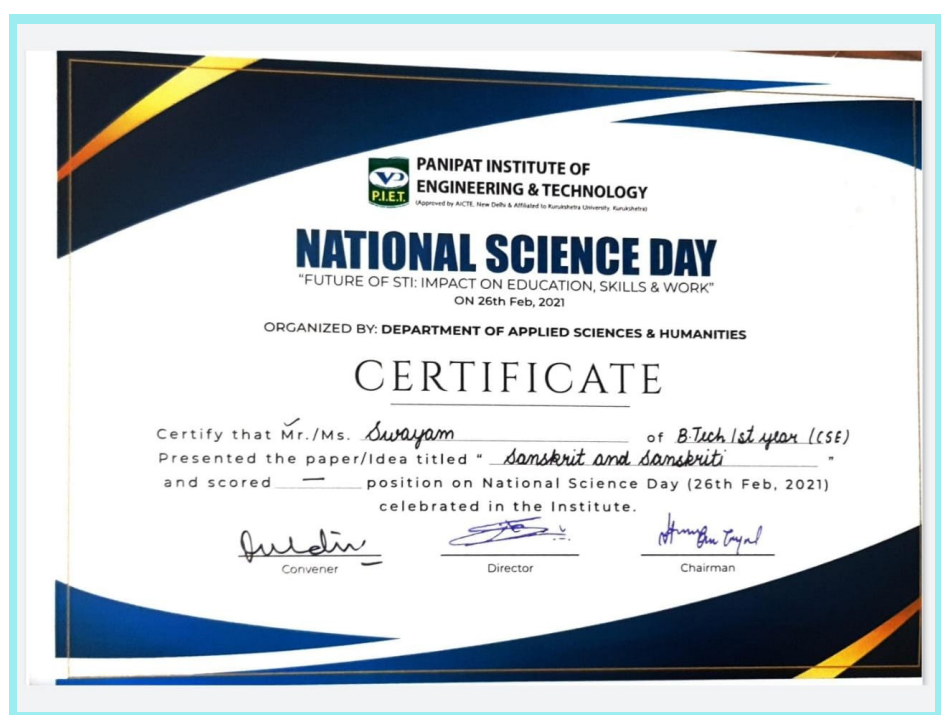 PANIPAT INSTITUTE OF
ENGINEERING & TECHNOLOGY
P.I.E.T.
(Approved by AICTE, New Delhi & Affiliated to Kurukshetra University, Kurukshetra)
NATIONAL SCIENCE DAY
"FUTURE OF STI: IMPACT ON EDUCATION, SKILLS & WORK"
ON 26th Feb, 2021
ORGANIZED BY: DEPARTMENT OF APPLIED SCIENCES & HUMANITIES
CERTIFICATE
Certify that Mr./Ms. Swayam of B.Tech 1st year (CSE)
Presented the paper/Idea titled " Sanskrit and Sanskriti "
and scored — position on National Science Day (26th Feb, 2021)
celebrated in the Institute.
Convener Director Chairman